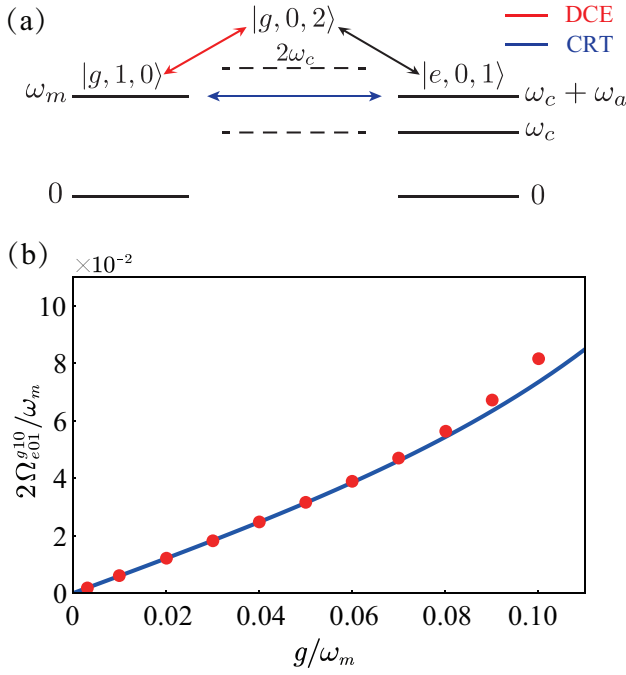 (a)
|g, 0, 2⟩
DCE
CRT
|g, 1, 0⟩
2ω_c
|e, 0, 1⟩
ω_m
ω_c + ω_a
ω_c
0
0
(b)
×10⁻²
10
8
6
4
2
0
2Ω_{e01}^{g10}/ω_m
0 0.02 0.04 0.06 0.08 0.10
g/ω_m